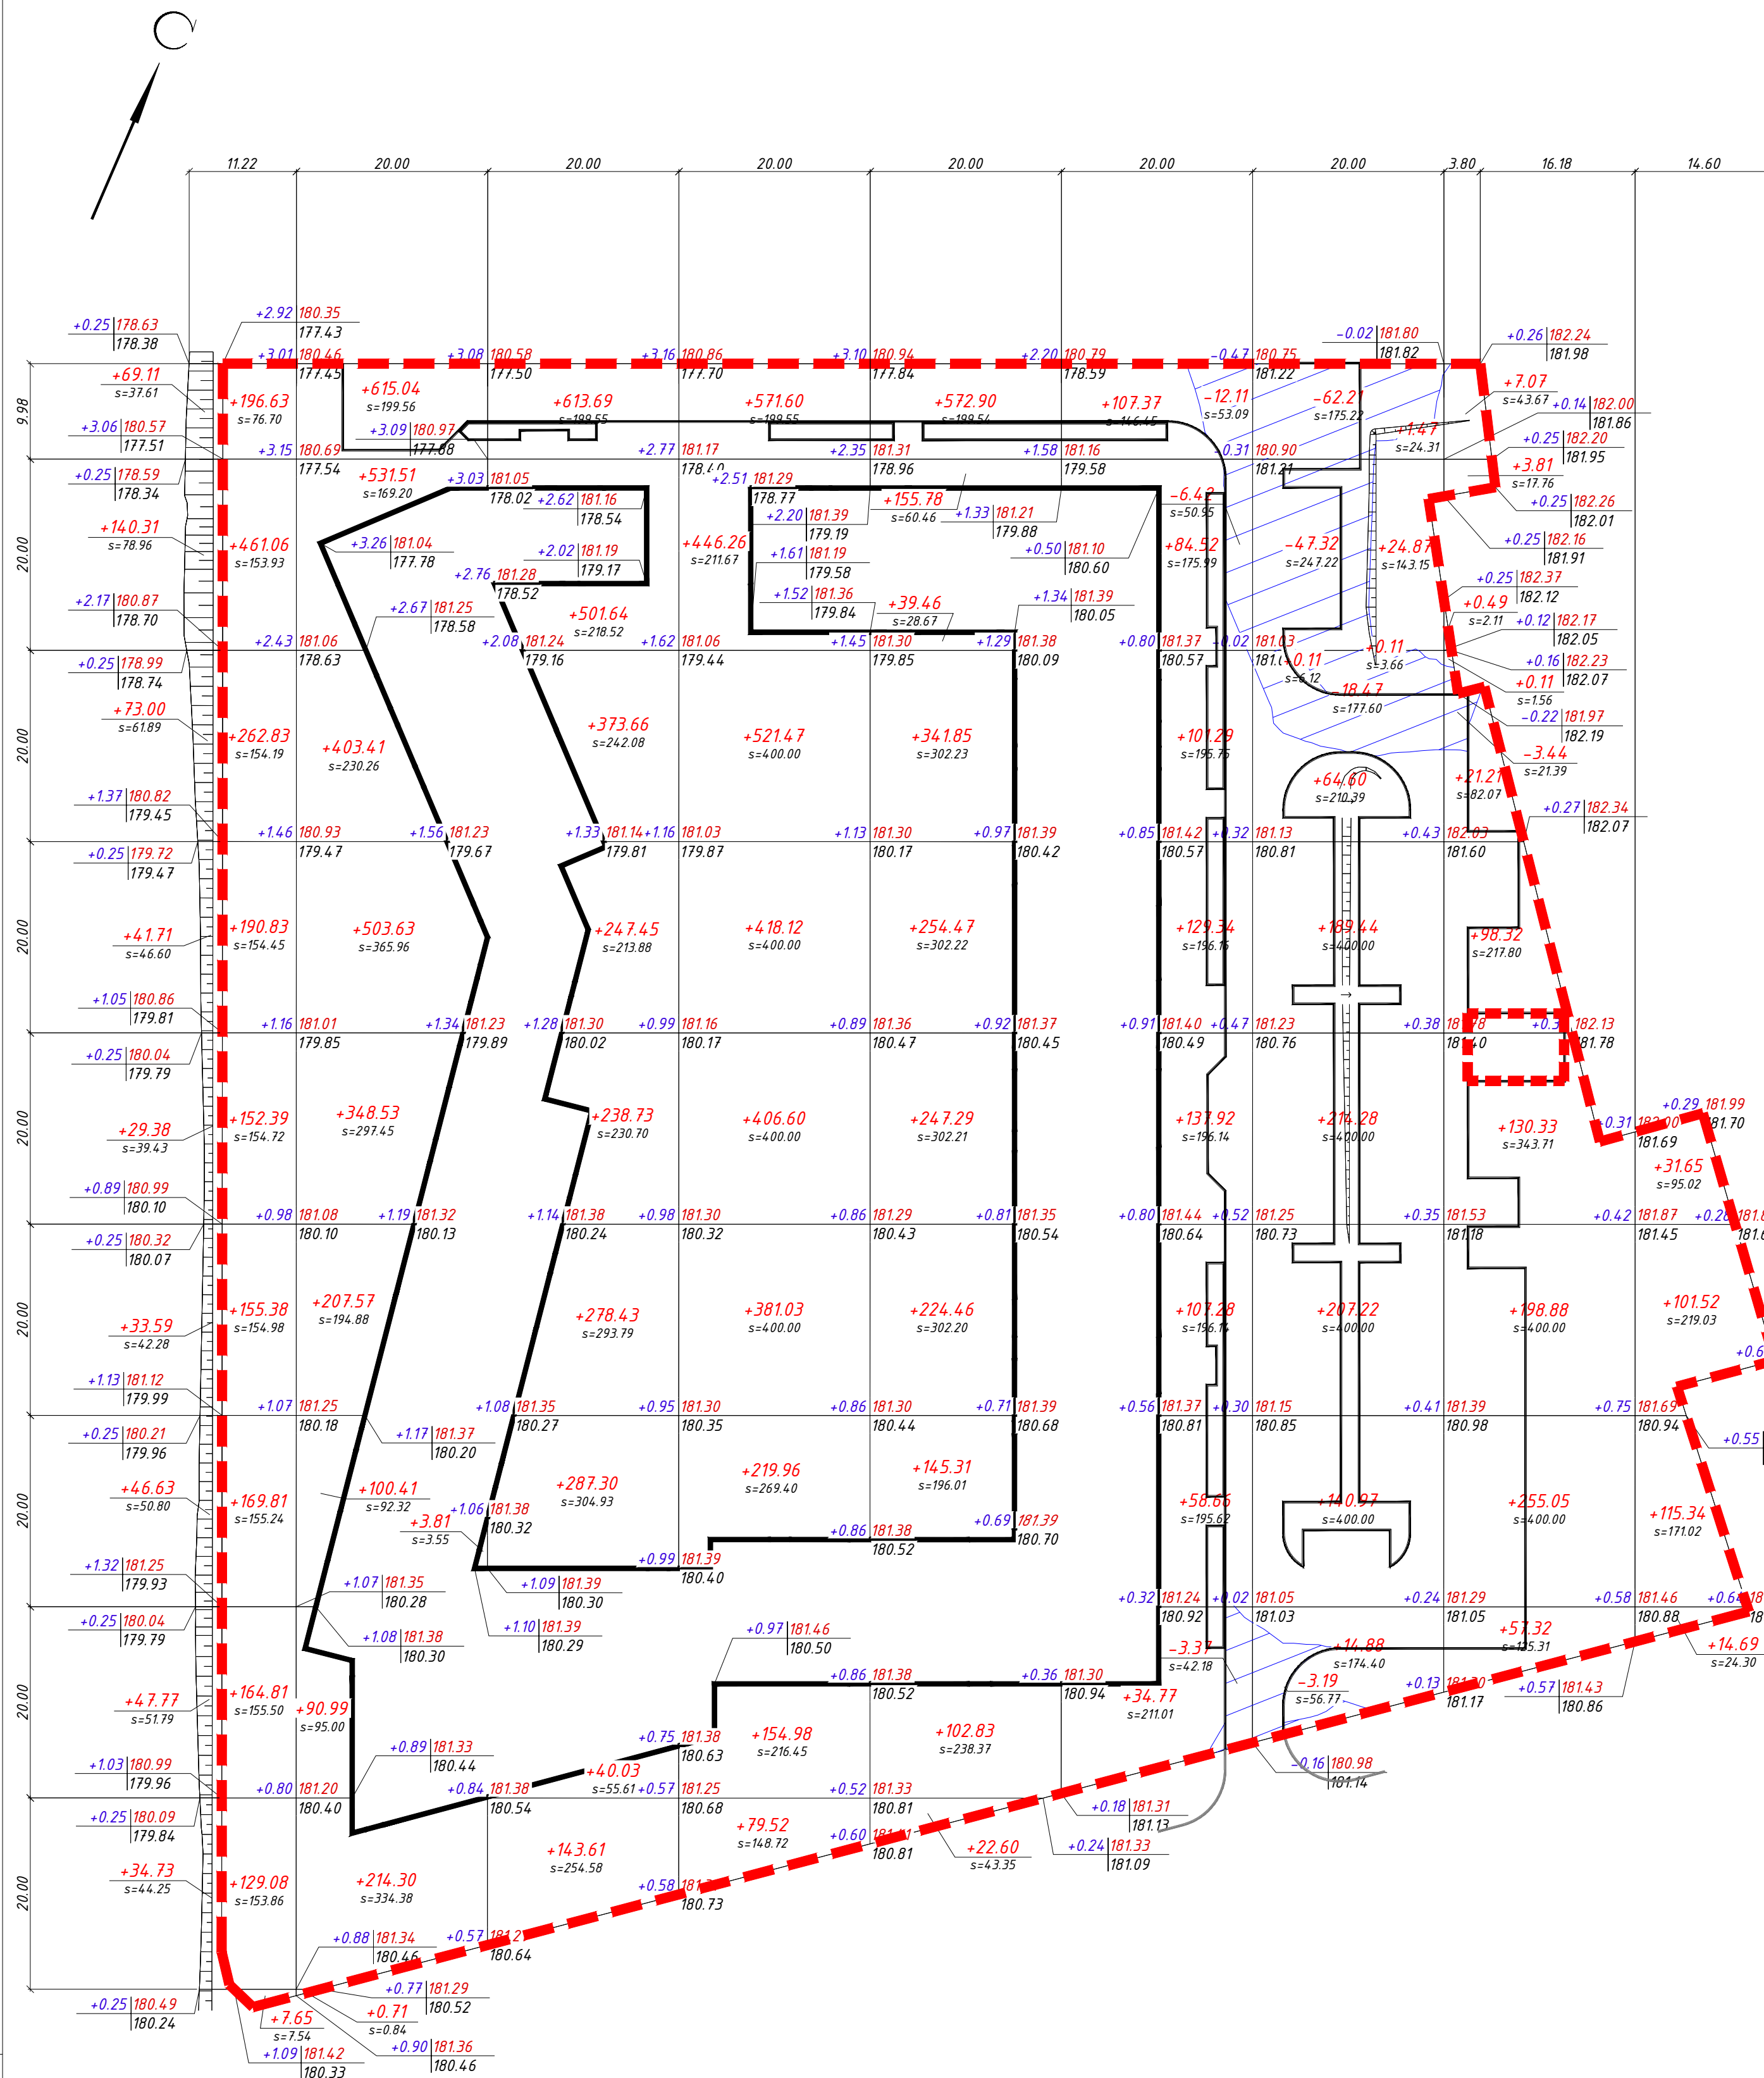 С
11.22 20.00 20.00 20.00 20.00 20.00 20.00 3.80 16.18 14.60
+0.25 178.63
178.38
+2.92 180.35
177.43
-0.02 181.80
181.82
+0.26 182.24
181.98
+3.01 180.46 +3.08 180.58 +3.16 180.86 +3.10 180.94 +2.20 180.79 -0.47 180.75
177.45 177.50 177.70 177.84 178.59 181.22
9.98
+69.11
s=37.61
+196.63
s=76.70
+615.04
s=199.56
+613.69
s=199.55
+571.60
s=199.55
+572.90
s=199.54
+107.37
s=146.45
-12.11
s=53.09
-62.21
s=175.22
+1.47
s=24.31
+7.07
s=43.67
+0.14 182.00
181.86
+3.06 180.57
177.51
+3.09 180.97
177.88
+0.25 182.20
181.95
+3.15 180.69 +2.77 181.17 +2.35 181.31 +1.58 181.16 -0.31 180.90
177.54 178.40 178.96 179.58 181.21
+3.81
s=17.76
+0.25 178.59
178.34
+531.51
s=169.20
+3.03 181.05
178.02
+2.62 181.16
178.54
+2.51 181.29
178.77
+155.78
s=60.46
-6.42
s=50.95
+0.25 182.26
182.01
+2.20 181.39
179.19
+1.33 181.21
179.88
20.00
+140.31
s=78.96
+461.06
s=153.93
+3.26 181.04
177.78
+2.02 181.19
179.17
+446.26
s=211.67
+1.61 181.19
179.58
+0.50 181.10
180.60
+84.52
s=175.99
-47.32
s=247.22
+24.87
s=143.15
+0.25 182.16
181.91
+2.76 181.28
178.52
+0.25 182.37
182.12
+2.17 180.87
178.70
+2.67 181.25
178.58
+501.64
s=218.52
+1.52 181.36
179.84
+39.46
s=28.67
+1.34 181.39
180.05
+0.49
s=2.11
+0.12 182.17
182.05
+2.43 181.06 +2.08 181.24 +1.62 181.06 +1.45 181.30 +1.29 181.38 +0.80 181.37 -0.02 181.03
178.63 179.16 179.44 179.85 180.09 180.57
+0.25 178.99
178.74
+0.11
s=6.12
+0.11
s=3.66
+0.16 182.23
182.07
-18.47
s=177.60
+0.11
s=1.56
-0.22 181.97
182.19
20.00
+73.00
s=61.89
+262.83
s=154.19
+403.41
s=230.26
+373.66
s=242.08
+521.47
s=400.00
+341.85
s=302.23
+101.29
s=195.75
+64.60
s=210.39
-3.44
s=21.39
+21.21
s=82.07
+1.37 180.82
179.45
+0.27 182.34
182.07
+1.46 180.93 +1.56 181.23 +1.33 181.14 +1.16 181.03 +1.13 181.30 +0.97 181.39 +0.85 181.42 +0.32 181.13 +0.43 182.03
179.47 179.67 179.81 179.87 180.17 180.42 180.57 180.81 181.60
+0.25 179.72
179.47
20.00
+41.71
s=46.60
+190.83
s=154.45
+503.63
s=365.96
+247.45
s=213.88
+418.12
s=400.00
+254.47
s=302.22
+129.34
s=196.16
+189.44
s=400.00
+98.32
s=217.80
+1.05 180.86
179.81
+1.16 181.01 +1.34 181.23 +1.28 181.30 +0.99 181.16 +0.89 181.36 +0.92 181.37 +0.91 181.40 +0.47 181.23 +0.38 181.78 182.13
179.85 179.89 180.02 180.17 180.47 180.45 180.49 180.76 181.40 181.78
+0.25 180.04
179.79
20.00
+29.38
s=39.43
+152.39
s=154.72
+348.53
s=297.45
+238.73
s=230.70
+406.60
s=400.00
+247.29
s=302.21
+137.92
s=196.14
+214.28
s=400.00
+130.33
s=343.71
+0.31 182.00
181.69
+0.29 181.99
181.70
+31.65
s=95.02
+0.89 180.99
180.10
+0.98 181.08 +1.19 181.32 +1.14 181.38 +0.98 181.30 +0.86 181.29 +0.81 181.35 +0.80 181.44 +0.52 181.25 +0.35 181.53 +0.42 181.87
180.10 180.13 180.24 180.32 180.43 180.54 180.64 180.73 181.18 181.45
+0.25 180.32
180.07
20.00
+33.59
s=42.28
+155.38
s=154.98
+207.57
s=194.88
+278.43
s=293.79
+381.03
s=400.00
+224.46
s=302.20
+107.28
s=196.14
+207.22
s=400.00
+198.88
s=400.00
+101.52
s=219.03
+1.13 181.12
179.99
+1.07 181.25 +1.08 181.35 +0.95 181.30 +0.86 181.30 +0.71 181.39 +0.56 181.37 +0.30 181.15 +0.41 181.39 +0.75 181.69
180.18 180.27 180.35 180.44 180.68 180.81 180.85 180.98 180.94
+0.25 180.21
179.96
+1.17 181.37
180.20
+0.55
20.00
+46.63
s=50.80
+169.81
s=155.24
+100.41
s=92.32
+287.30
s=304.93
+219.96
s=269.40
+145.31
s=196.01
+58.66
s=195.62
+140.97
s=400.00
+255.05
s=400.00
+115.34
s=171.02
+1.06 181.38
180.32
+3.81
s=3.55
+0.86 181.38
180.52
+0.69 181.39
180.70
+1.32 181.25
179.93
+0.99 181.39
180.40
+1.07 181.35
180.28
+1.09 181.39
180.30
+0.32 181.24 +0.02 181.05 +0.24 181.29 +0.58 181.46 +0.64
180.92 181.03 181.05 180.88
+0.25 180.04
179.79
+1.08 181.38
180.30
+1.10 181.39
180.29
+0.97 181.46
180.50
-3.37
s=42.18
+14.88
s=174.40
+57.32
s=125.31
+14.69
s=24.30
20.00
+47.77
s=51.79
+164.81
s=155.50
+90.99
s=95.00
+0.86 181.38
180.52
+0.36 181.30
180.94
+34.77
s=211.01
-3.19
s=56.77
+0.13
181.17
+0.57 181.43
180.86
+0.89 181.33
180.44
+0.75 181.38
180.63
+154.98
s=216.45
+102.83
s=238.37
+1.03 180.99
179.96
+40.03
s=55.61
-0.16 180.98
181.14
+0.80 181.20 +0.84 181.38 +0.57 181.25 +0.52 181.33
180.40 180.54 180.68 180.81
+0.25 180.09
179.84
+0.18 181.31
181.13
+79.52
s=148.72
+0.60
180.81
+22.60
s=43.35
+0.24 181.33
181.09
20.00
+34.73
s=44.25
+129.08
s=153.86
+214.30
s=334.38
+143.61
s=254.58
+0.58
180.73
+0.88 181.34
180.46
+0.57
180.64
+0.25 180.49
180.24
+0.77 181.29
180.52
+7.65
s=7.54
+0.71
s=0.84
+1.09 181.42
180.33
+0.90 181.36
180.46